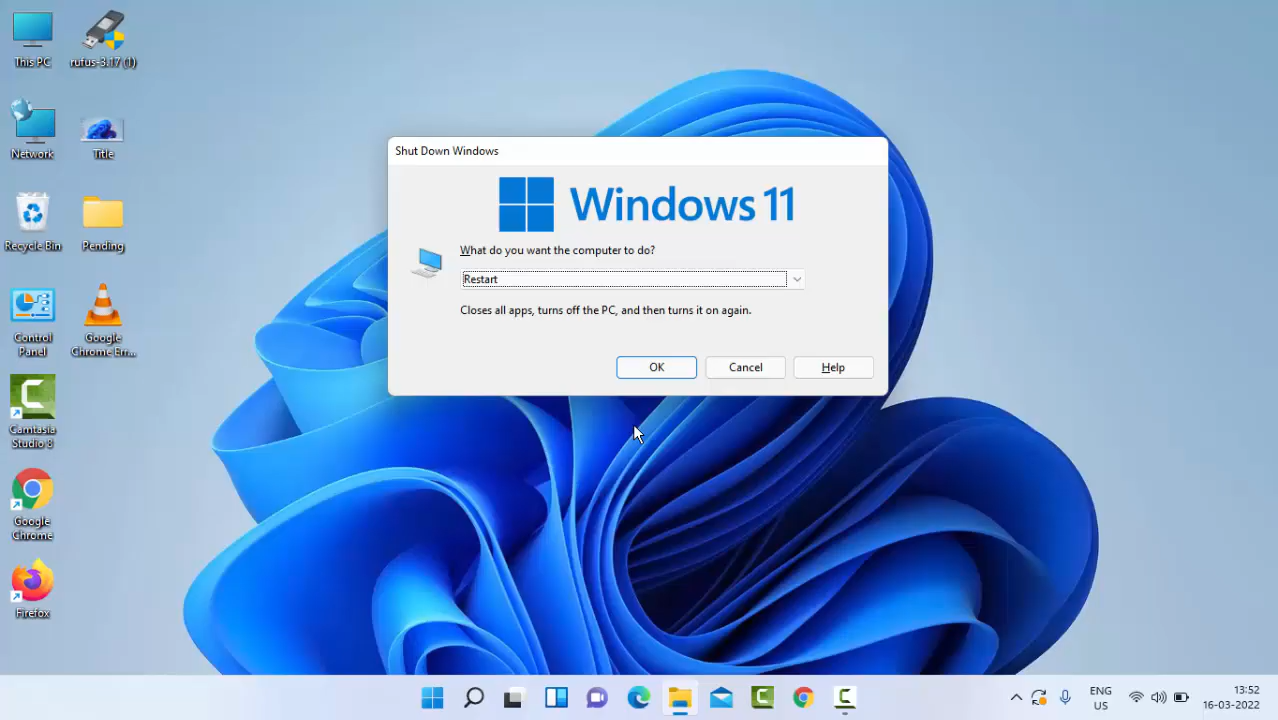 This PC
rufus-3.17 (1)
Network
Title
Recycle Bin
Pending
Control
Panel
Google
Chrome Err...
Camtasia
Studio 8
Google
Chrome
Firefox
Shut Down Windows
Windows 11
What do you want the computer to do?
Restart
Closes all apps, turns off the PC, and then turns it on again.
OK
Cancel
Help
ENG
US
13:52
16-03-2022